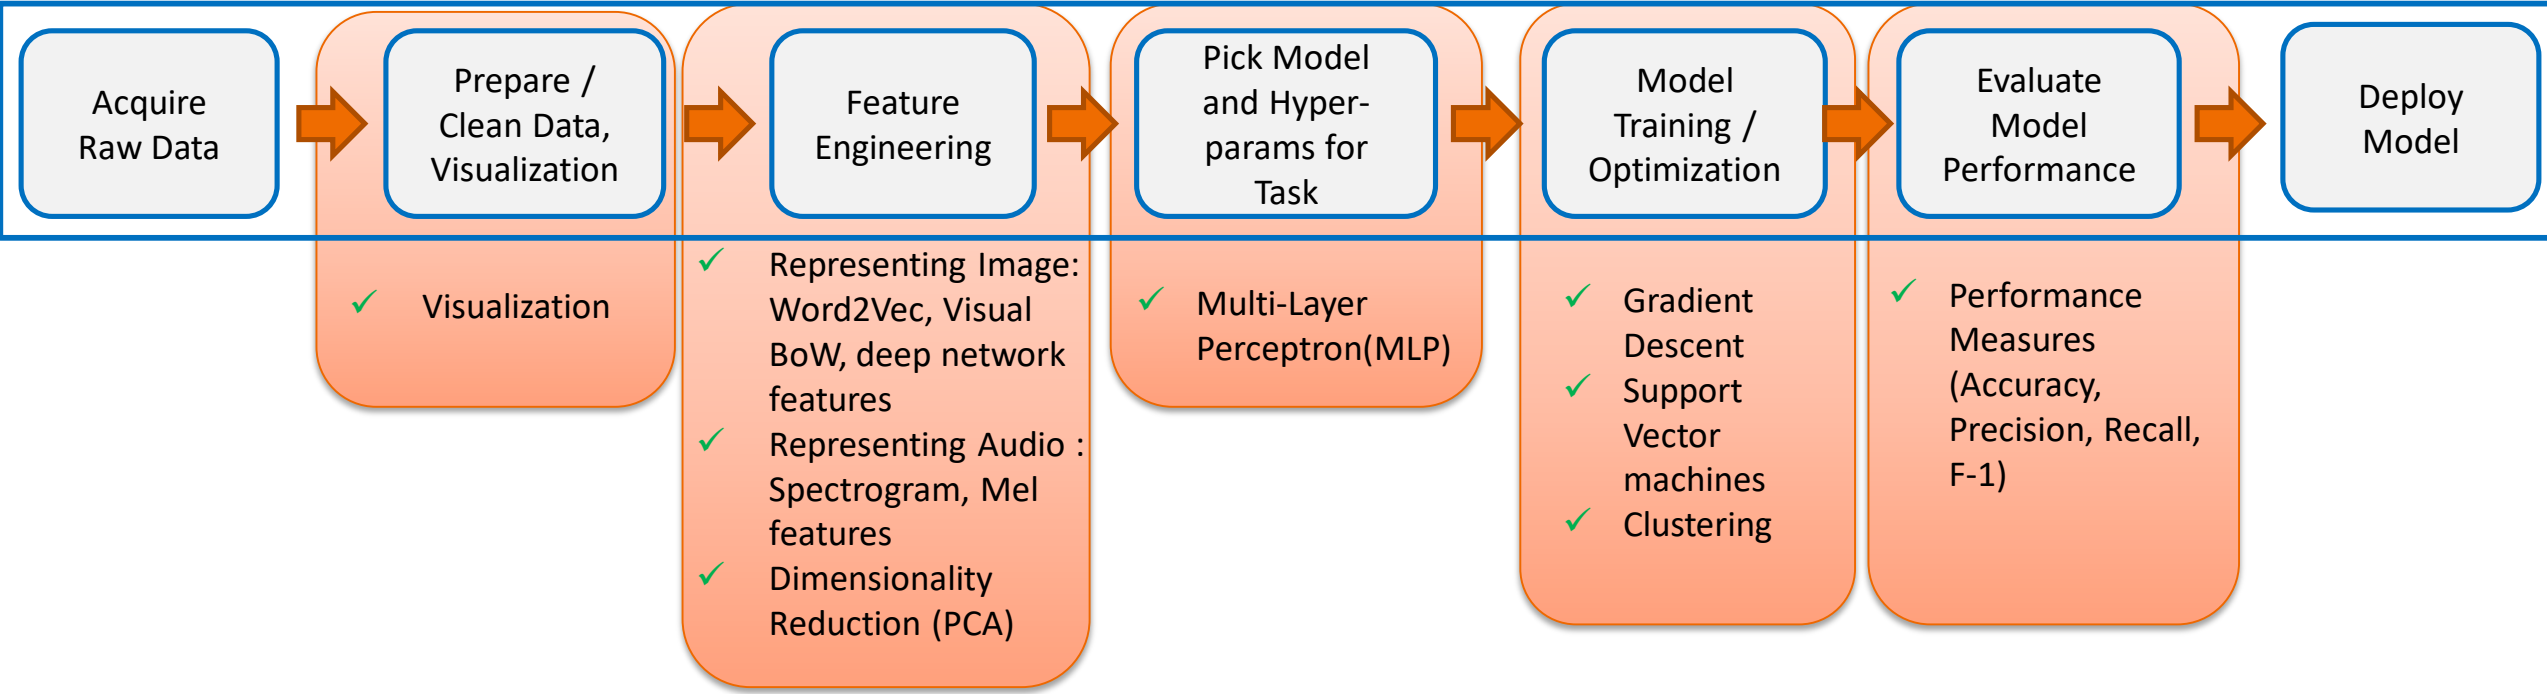 Acquire
Raw Data
Prepare /
Clean Data,
Visualization
Feature
Engineering
Pick Model
and Hyper-
params for
Task
Model
Training /
Optimization
Evaluate
Model
Performance
Deploy
Model
✓ Visualization
✓ Representing Image:
Word2Vec, Visual
BoW, deep network
features
✓ Representing Audio :
Spectrogram, Mel
features
✓ Dimensionality
Reduction (PCA)
✓ Multi-Layer
Perceptron(MLP)
✓ Gradient
Descent
✓ Support
Vector
machines
✓ Clustering
✓ Performance
Measures
(Accuracy,
Precision, Recall,
F-1)